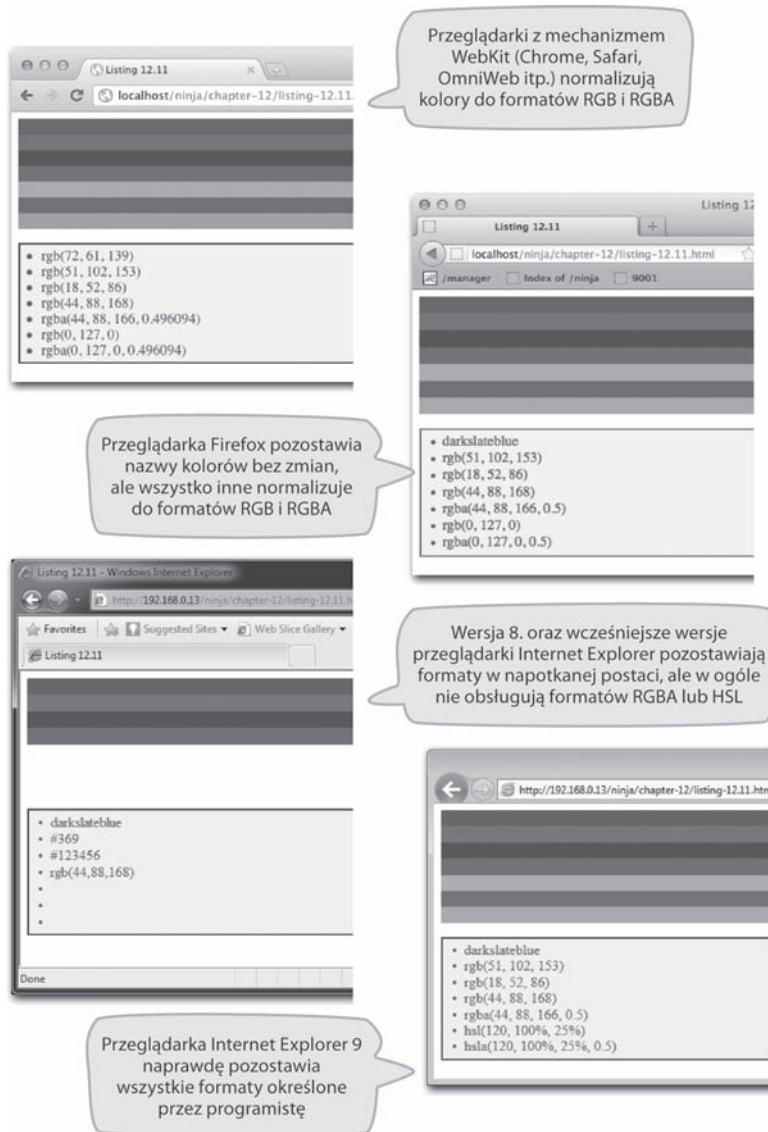 Przeglądarki z mechanizmem
WebKit (Chrome, Safari,
OmniWeb itp.) normalizują
kolory do formatów RGB i RGBA
Listing 12.11
localhost/ninja/chapter-12/listing-12.11.
• rgb(72, 61, 139)
• rgb(51, 102, 153)
• rgb(18, 52, 86)
• rgb(44, 88, 168)
• rgba(44, 88, 166, 0.496094)
• rgb(0, 127, 0)
• rgba(0, 127, 0, 0.496094)
Listing 12
Listing 12.11
localhost/ninja/chapter-12/listing-12.11.html
/manager Index of /ninja 9001
• darkslateblue
• rgb(51, 102, 153)
• rgb(18, 52, 86)
• rgb(44, 88, 168)
• rgba(44, 88, 166, 0.5)
• rgb(0, 127, 0)
• rgba(0, 127, 0, 0.5)
Przeglądarka Firefox pozostawia
nazwy kolorów bez zmian,
ale wszystko inne normalizuje
do formatów RGB i RGBA
Listing 12.11 - Windows Internet Explorer
http://192.168.0.13/ninja/chapter-12/listing-12.11.h
Favorites Suggested Sites Web Slice Gallery
Listing 12.11
• darkslateblue
• #369
• #123456
• rgb(44,88,168)
•
•
•
Done
Wersja 8. oraz wcześniejsze wersje
przeglądarki Internet Explorer pozostawiają
formaty w napotkanej postaci, ale w ogóle
nie obsługują formatów RGBA lub HSL
http://192.168.0.13/ninja/chapter-12/listing-12.11.htm
• darkslateblue
• rgb(51, 102, 153)
• rgb(18, 52, 86)
• rgb(44, 88, 168)
• rgba(44, 88, 166, 0.5)
• hsl(120, 100%, 25%)
• hsla(120, 100%, 25%, 0.5)
Przeglądarka Internet Explorer 9
naprawdę pozostawia
wszystkie formaty określone
przez programistę